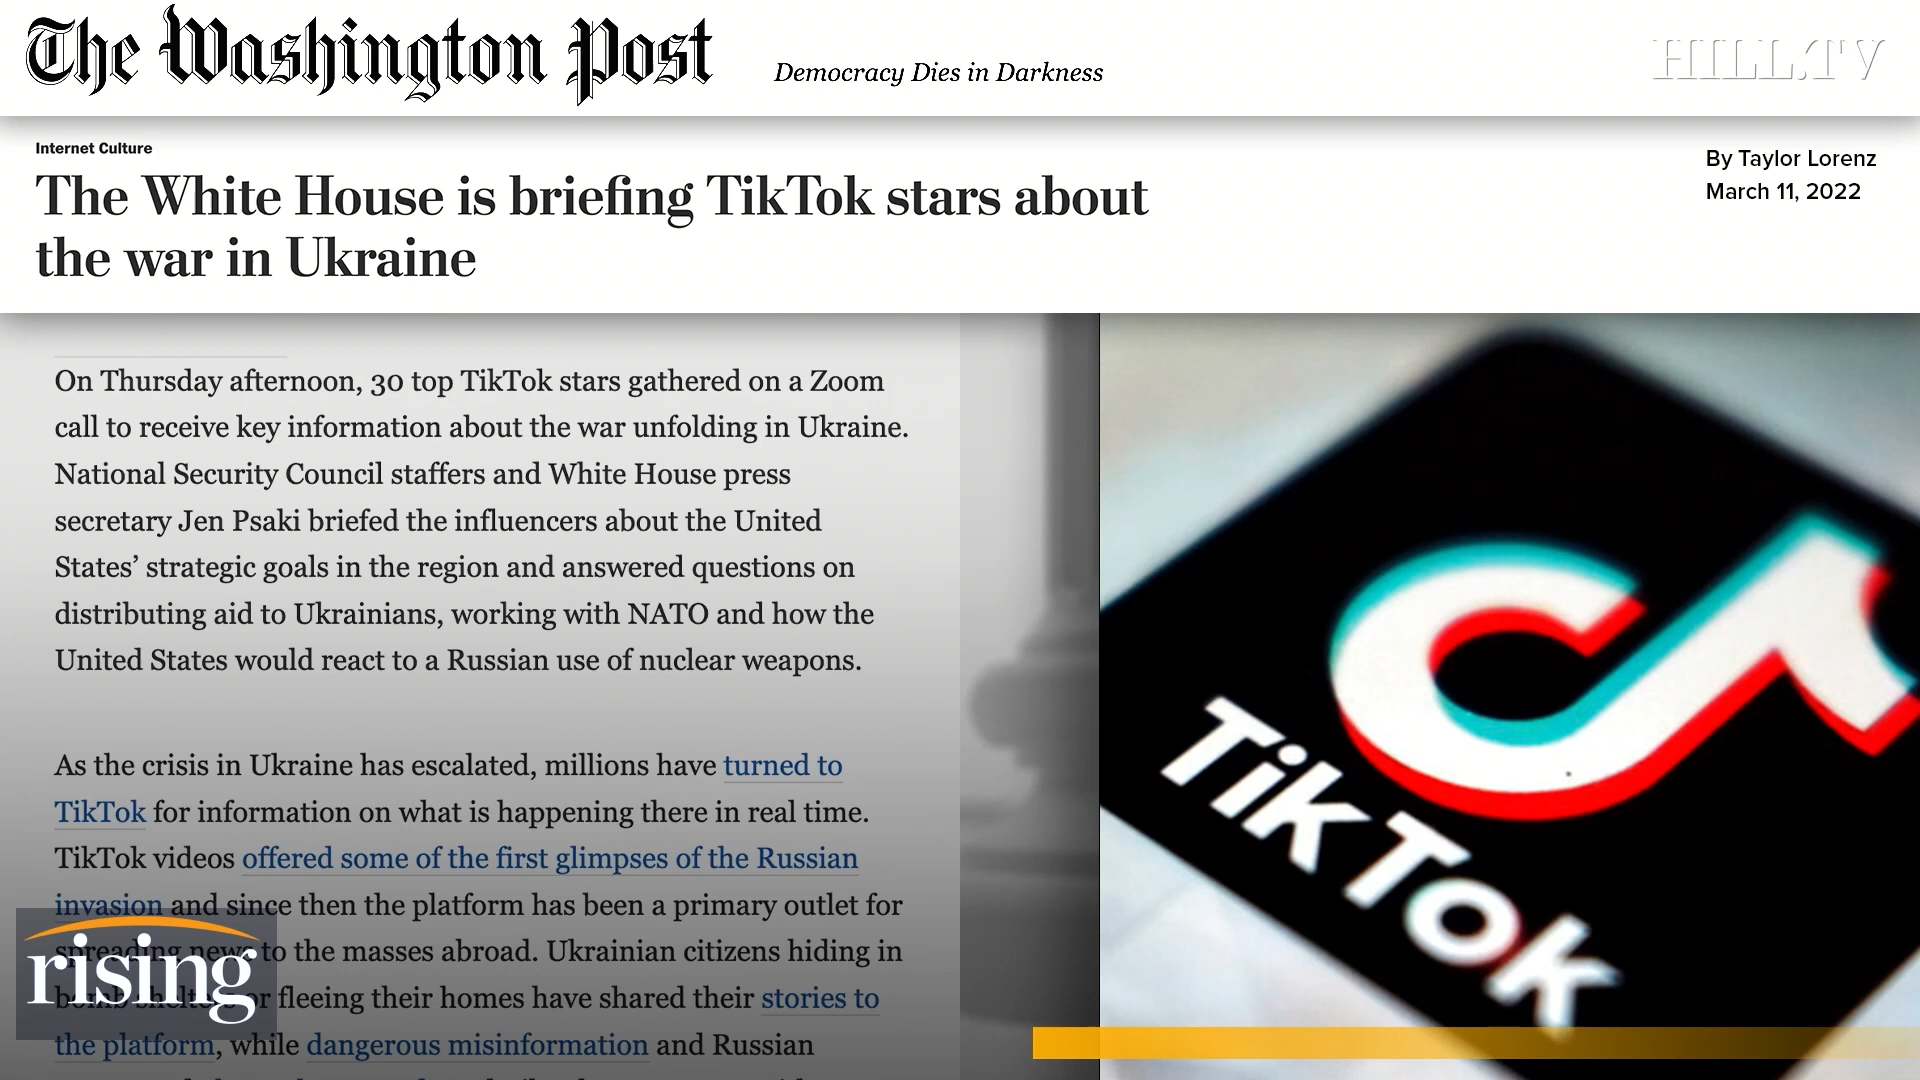 The Washington Post
Democracy Dies in Darkness
HILL.TV
Internet Culture
The White House is briefing TikTok stars about
the war in Ukraine
By Taylor Lorenz
March 11, 2022
On Thursday afternoon, 30 top TikTok stars gathered on a Zoom
call to receive key information about the war unfolding in Ukraine.
National Security Council staffers and White House press
secretary Jen Psaki briefed the influencers about the United
States’ strategic goals in the region and answered questions on
distributing aid to Ukrainians, working with NATO and how the
United States would react to a Russian use of nuclear weapons.
As the crisis in Ukraine has escalated, millions have turned to
TikTok for information on what is happening there in real time.
TikTok videos offered some of the first glimpses of the Russian
invasion and since then the platform has been a primary outlet for
spreading news to the masses abroad. Ukrainian citizens hiding in
bomb shelters or fleeing their homes have shared their stories to
the platform, while dangerous misinformation and Russian
rising
TikTok